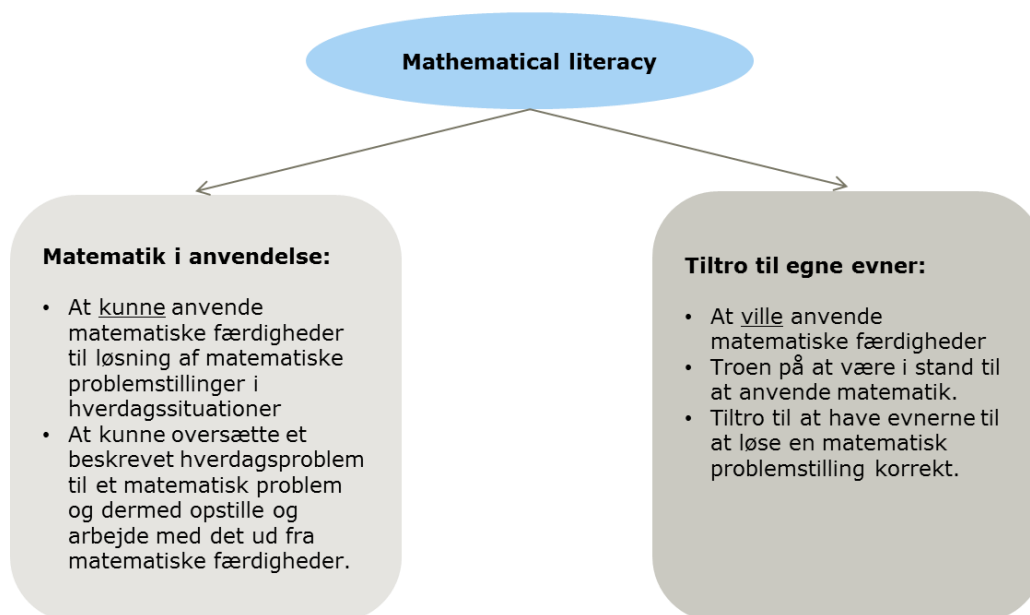 Mathematical literacy
Matematik i anvendelse:
• At kunne anvende
matematiske færdigheder
til løsning af matematiske
problemstillinger i
hverdagssituationer
• At kunne oversætte et
beskrevet hverdagsproblem
til et matematisk problem
og dermed opstille og
arbejde med det ud fra
matematiske færdigheder.
Tiltro til egne evner:
• At ville anvende
matematiske færdigheder
• Troen på at være i stand til
at anvende matematik.
• Tiltro til at have evnerne til
at løse en matematisk
problemstilling korrekt.